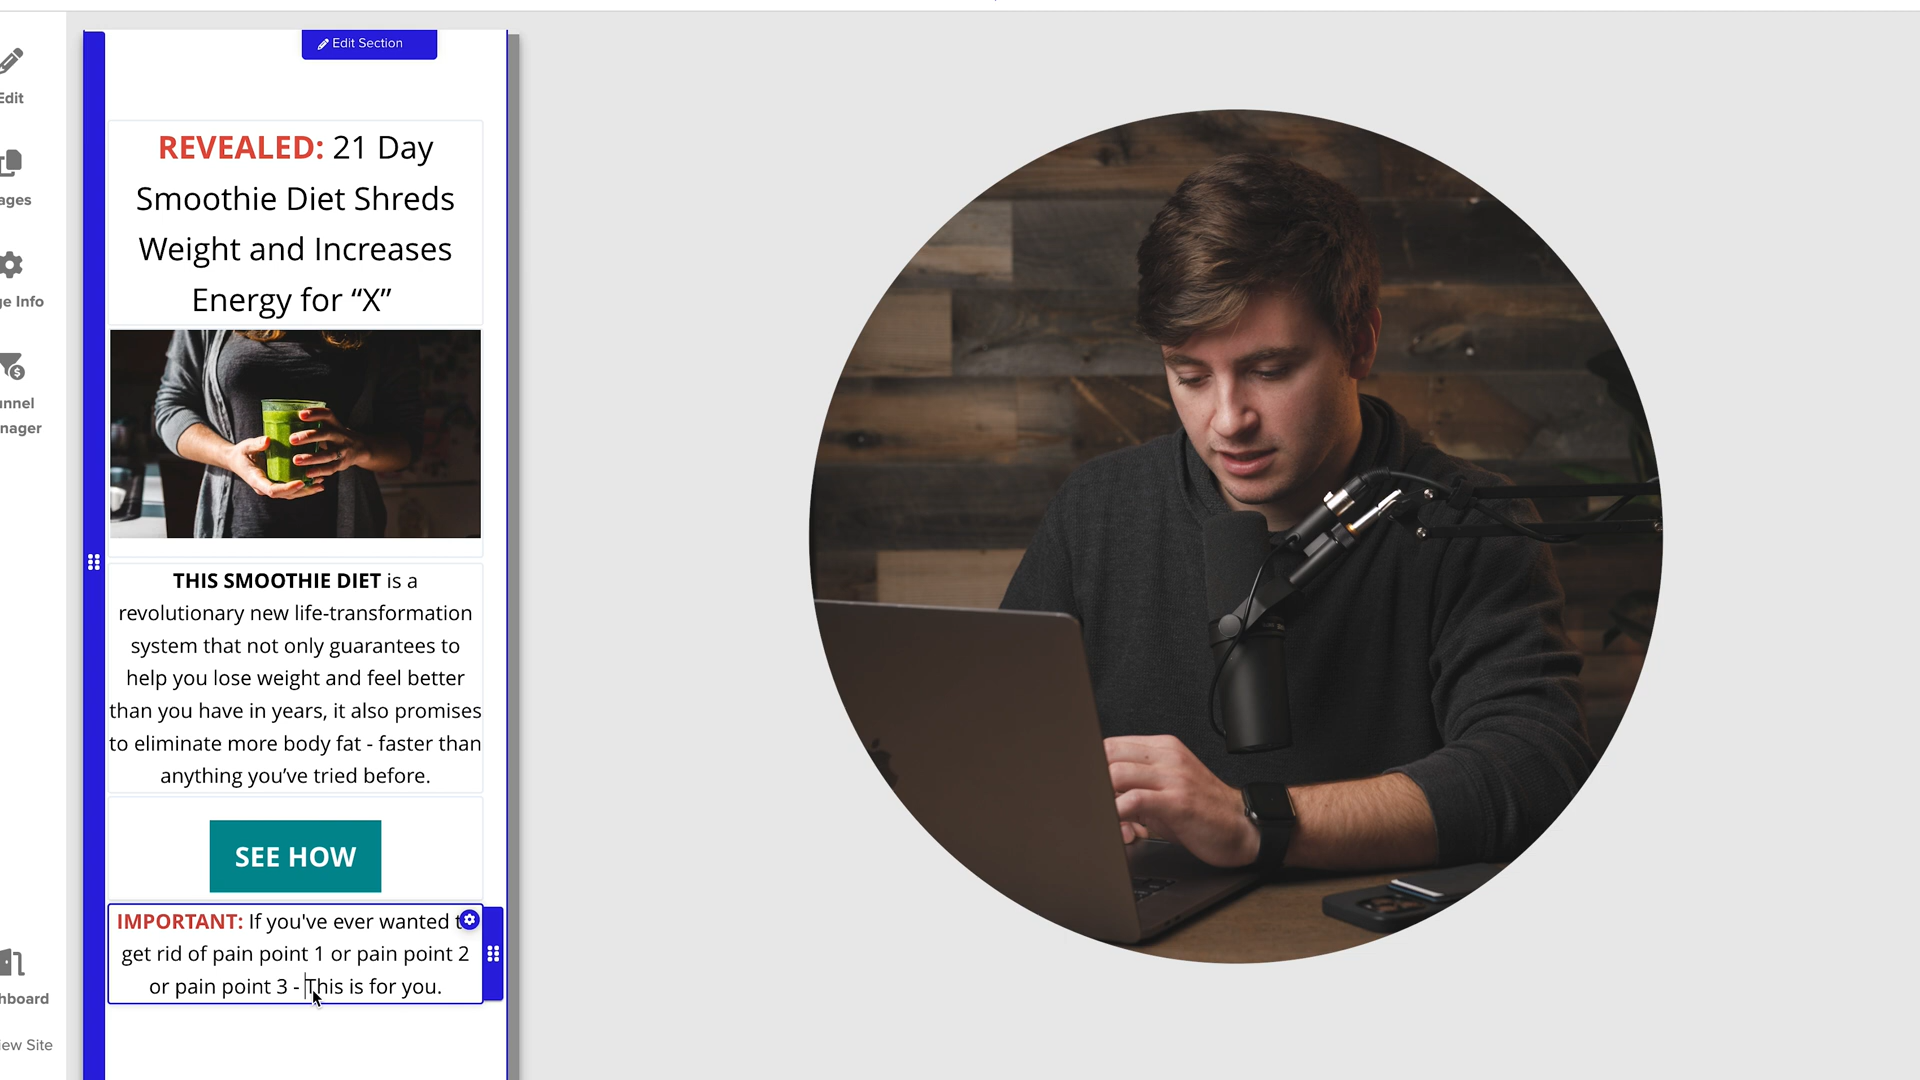 Edit Section
Edit
ages
ge Info
unnel
nager
hboard
iew Site
REVEALED: 21 Day
Smoothie Diet Shreds
Weight and Increases
Energy for “X”
THIS SMOOTHIE DIET is a
revolutionary new life-transformation
system that not only guarantees to
help you lose weight and feel better
than you have in years, it also promises
to eliminate more body fat - faster than
anything you’ve tried before.
SEE HOW
IMPORTANT: If you've ever wanted t
get rid of pain point 1 or pain point 2
or pain point 3 - This is for you.